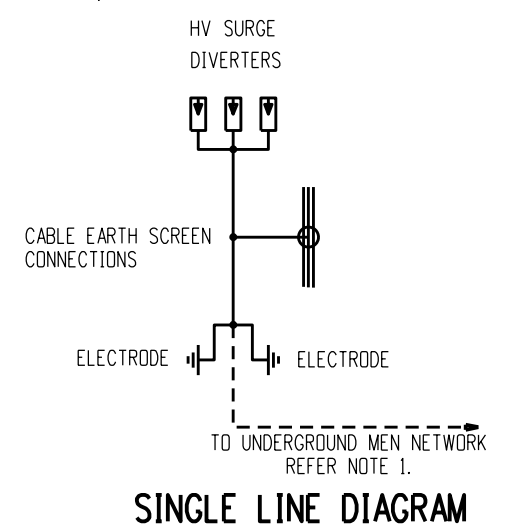 HV SURGE
DIVERTERS
CABLE EARTH SCREEN
CONNECTIONS
ELECTRODE
ELECTRODE
TO UNDERGROUND MEN NETWORK
REFER NOTE 1.
SINGLE LINE DIAGRAM